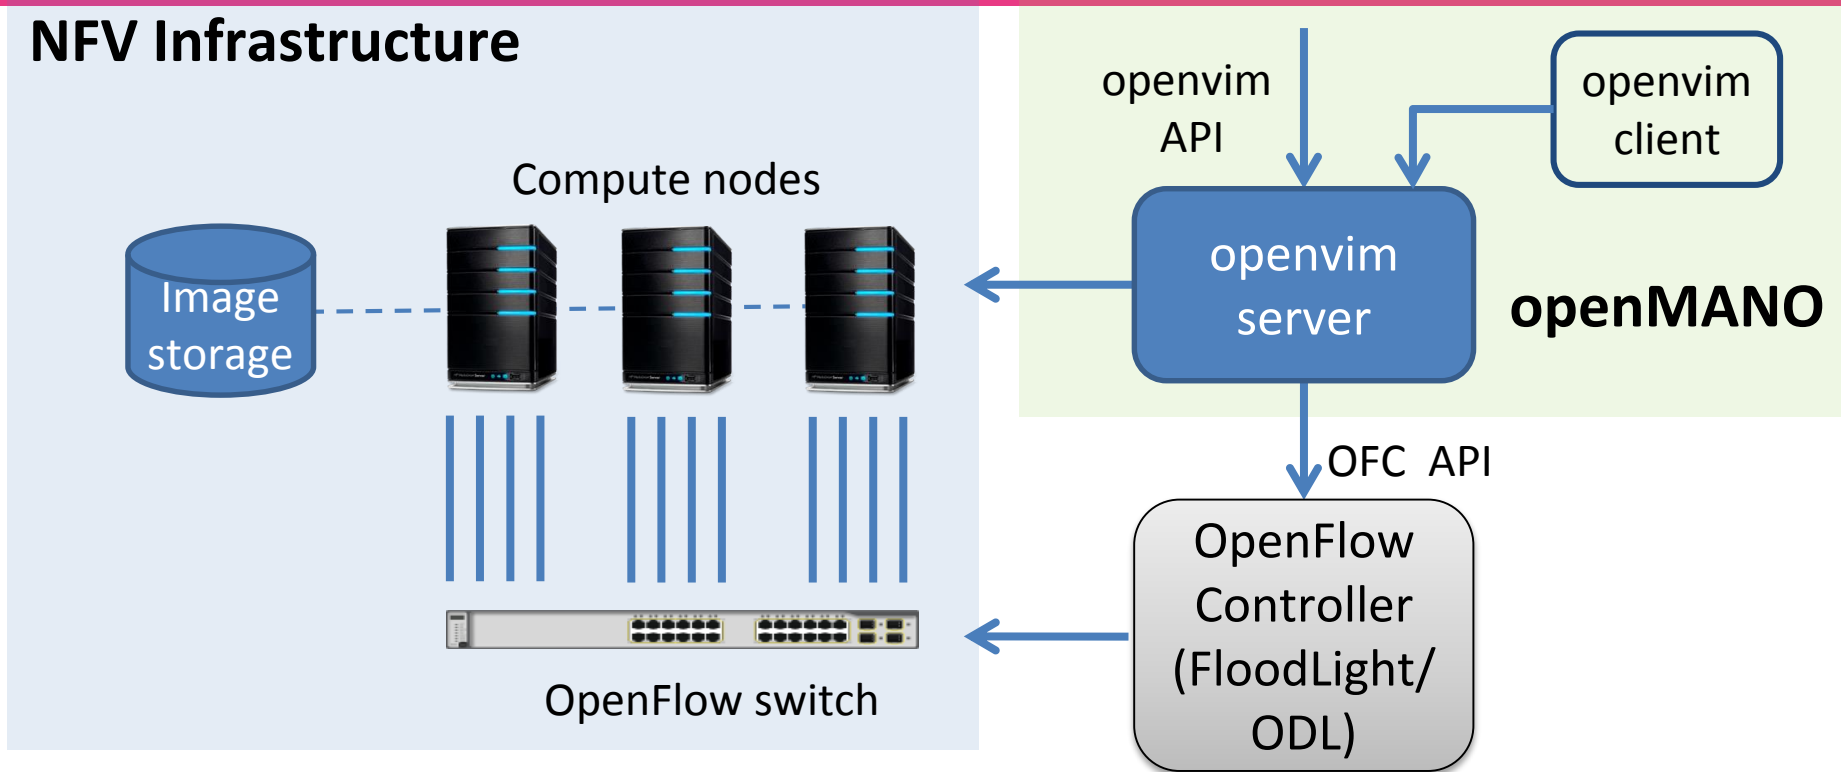 NFV Infrastructure
openvim
API
openvim
client
Compute nodes
Image
storage
openvim
server
openMANO
OFC API
OpenFlow
Controller
(FloodLight/
ODL)
OpenFlow switch